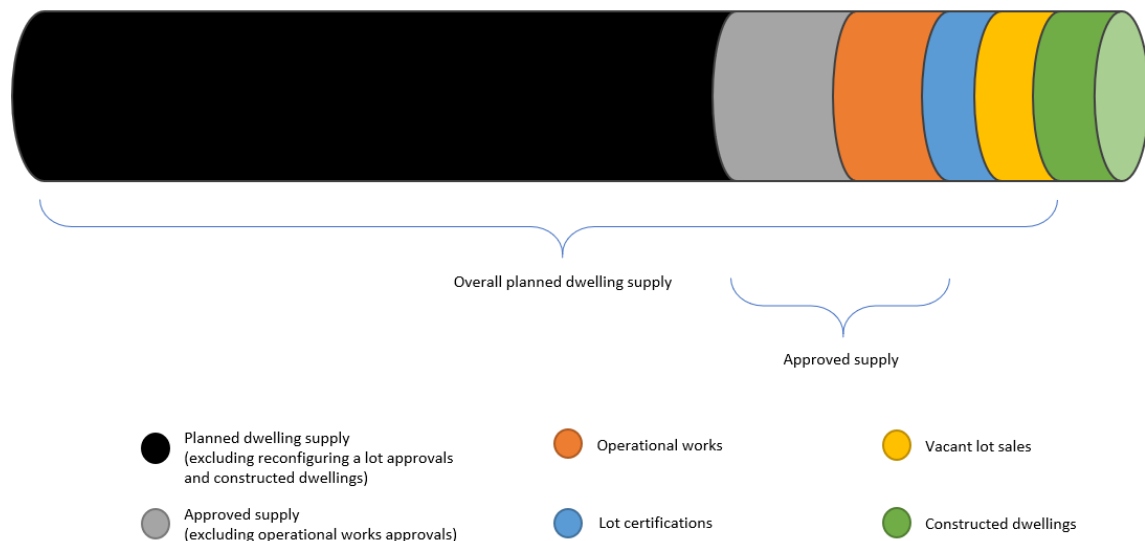 Overall planned dwelling supply
Approved supply
Planned dwelling supply
(excluding reconfiguring a lot approvals
and constructed dwellings)
Operational works
Vacant lot sales
Approved supply
(excluding operational works approvals)
Lot certifications
Constructed dwellings